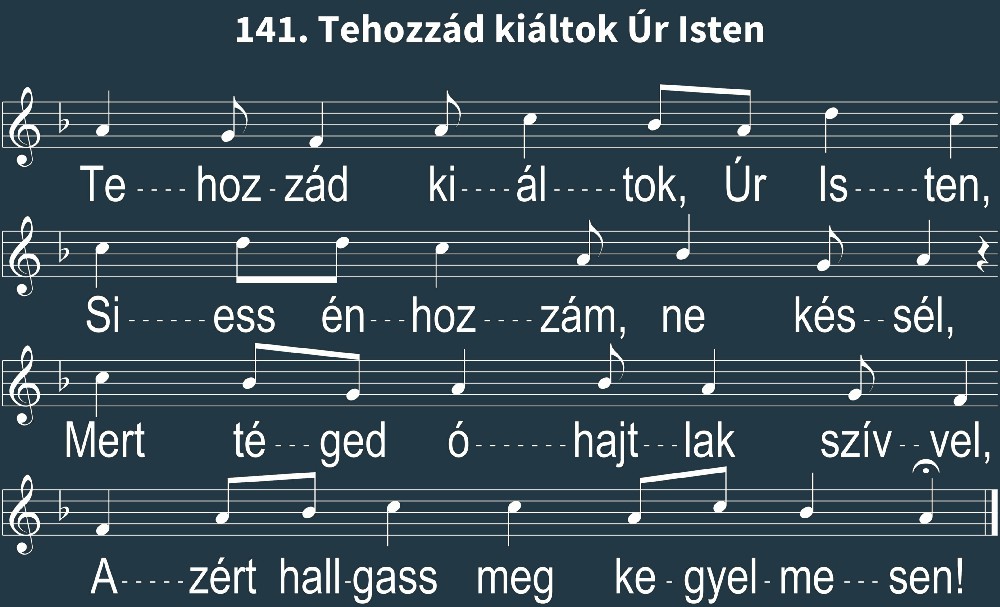 141. Tehozzád kiáltok Úr Isten
Te----hoz-zád ki----ál-----tok, Úr Is-----ten,
Si------ess én---hoz----zám, ne kés--sél,
Mert té---ged ó-------hajt---lak szív--vel,
A-----zért hall-gass meg ke-gyel-me---sen!